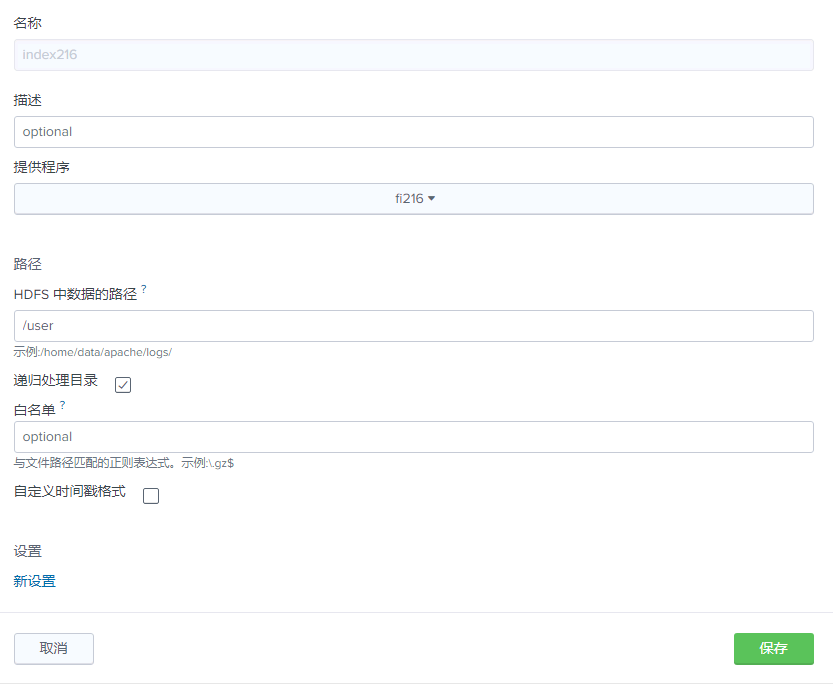 名称
index216
描述
optional
提供程序
fi216
路径
HDFS 中数据的路径 ?
/user
示例:/home/data/apache/logs/
递归处理目录
白名单 ?
optional
与文件路径匹配的正则表达式。示例:\.gz$
自定义时间戳格式
设置
新设置
取消 保存